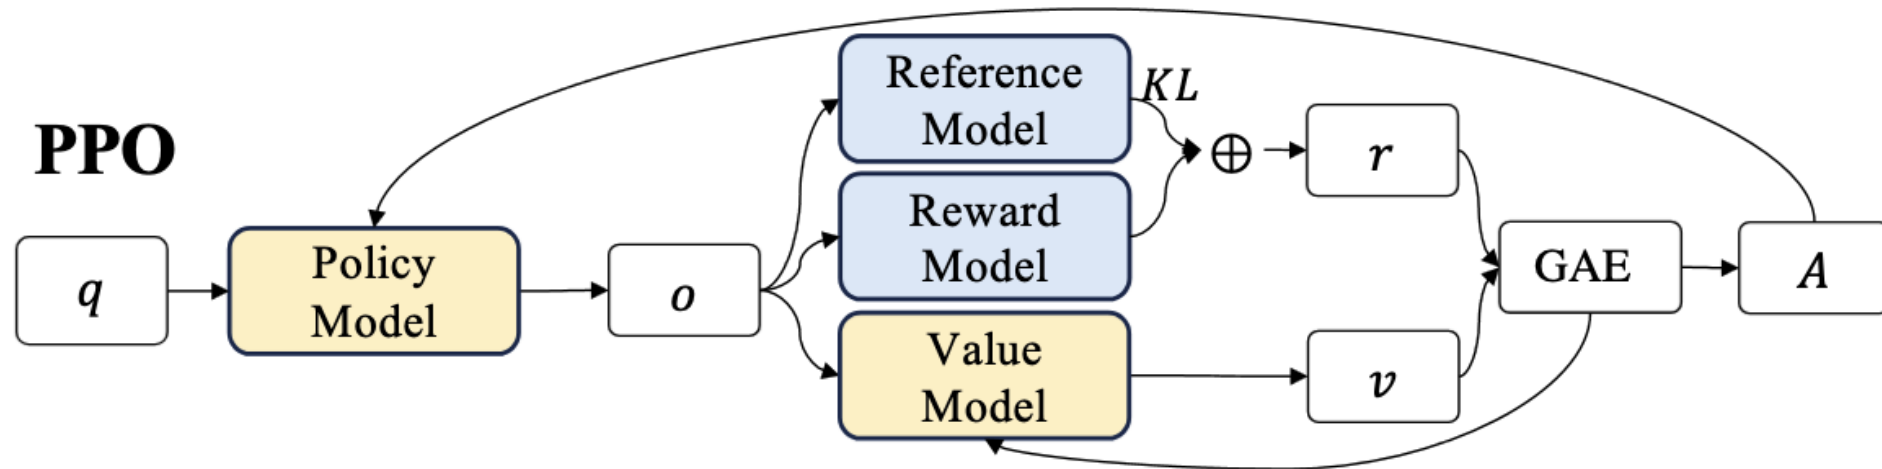 PPO
q
Policy
Model
o
Reference
Model
Reward
Model
Value
Model
KL
⊕
r
v
GAE
A